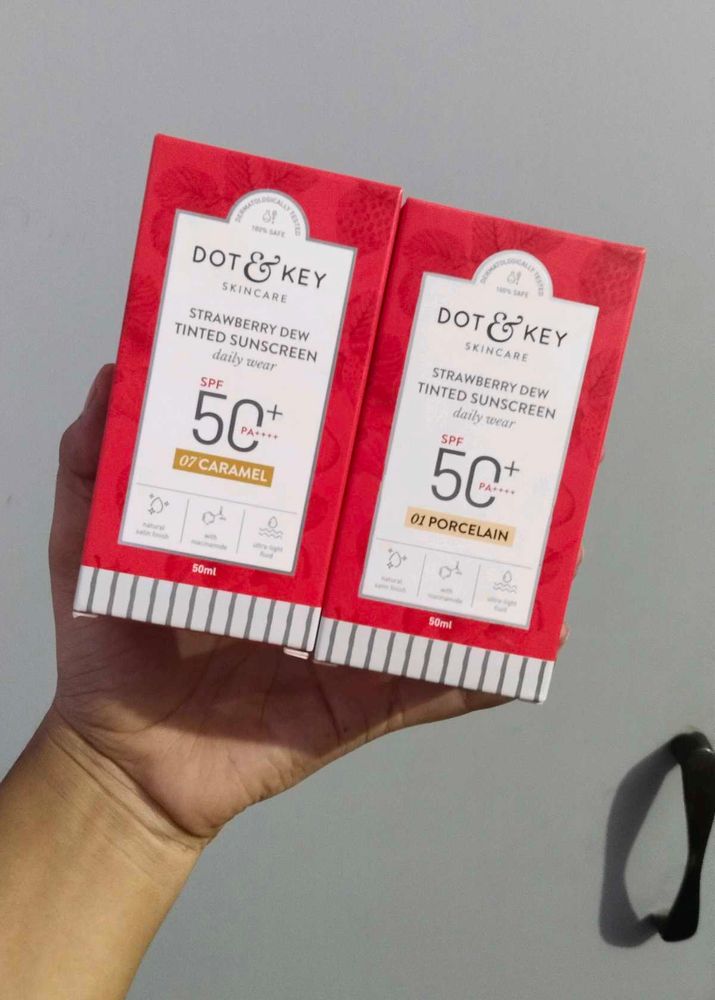 DERMATOLOGICALLY TESTED
100% SAFE
DOT & KEY
SKINCARE
STRAWBERRY DEW
TINTED SUNSCREEN
daily wear
SPF
50+
PA++++
07 CARAMEL
natural
satin finish
with
niacinamide
ultra-light
fluid
50ml
DERMATOLOGICALLY TESTED
100% SAFE
DOT & KEY
SKINCARE
STRAWBERRY DEW
TINTED SUNSCREEN
daily wear
SPF
50+
PA++++
01 PORCELAIN
natural
satin finish
with
niacinamide
ultra-light
fluid
50ml